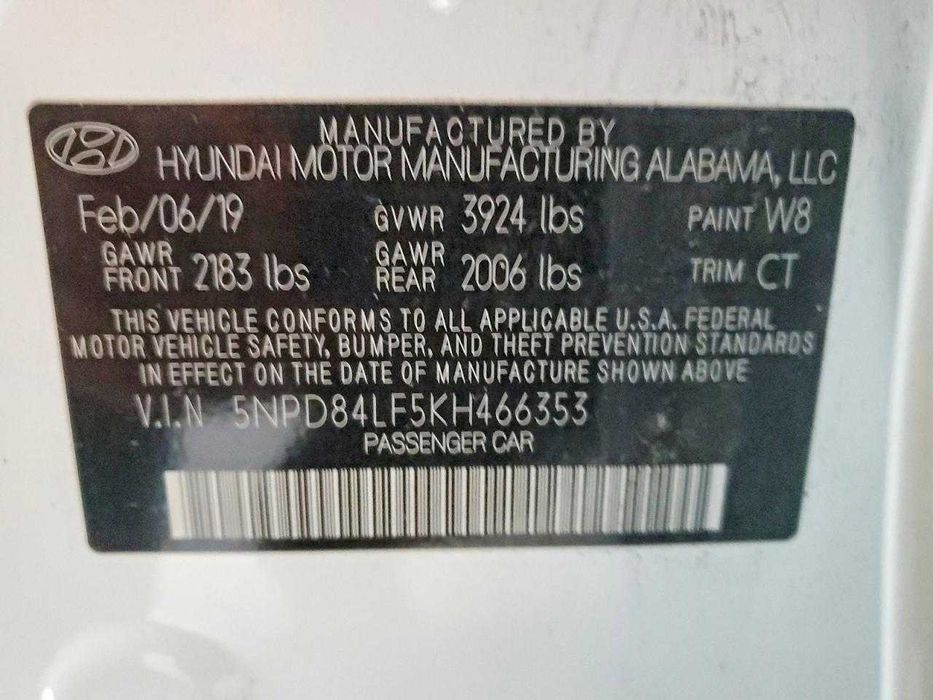 MANUFACTURED BY
HYUNDAI MOTOR MANUFACTURING ALABAMA, LLC
Feb/06/19 GVWR 3924 lbs PAINT W8
GAWR FRONT 2183 lbs GAWR REAR 2006 lbs TRIM CT
THIS VEHICLE CONFORMS TO ALL APPLICABLE U.S.A. FEDERAL
MOTOR VEHICLE SAFETY, BUMPER, AND THEFT PREVENTION STANDARDS
IN EFFECT ON THE DATE OF MANUFACTURE SHOWN ABOVE
V.I.N 5NPD84LF5KH466353
PASSENGER CAR